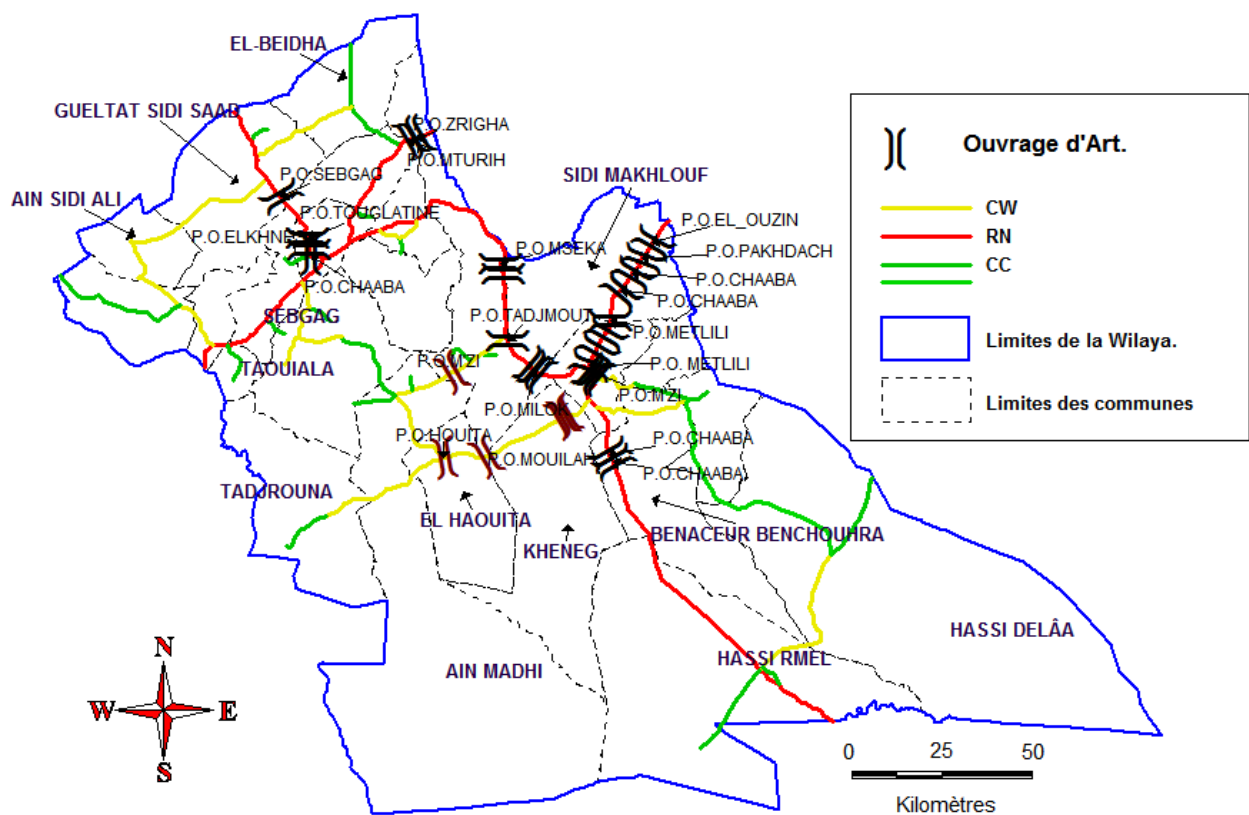 EL-BEIDHA
GUELTAT SIDI SAAD
P.O.ZRIGHA
P.O.MTURIH
P.O.SEBGAG
SIDI MAKHLOUF
AIN SIDI ALI
P.O.TOUGLATINE
P.O.EL_OUZIN
P.O.ELKHNE
P.O.MSEKA
P.O.PAKHDACH
P.O.CHAABA
P.O.CHAABA
P.O.CHAABA
SEBGAG
P.O.TADJMOUT
P.O.METLILI
TAOUIALA
P.O.M'ZI
P.O. METLILI
P.O.M'ZI
P.O.MILOK
P.O.HOUITA
P.O.CHAABA
P.O.MOUILAH
P.O.CHAABA
TADJROUNA
EL HAOUITA
KHENEG
BENACEUR BENCHOUHRA
HASSI DELÂA
HASSI RMEL
AIN MADHI
N
W
E
S
0 25 50
Kilomètres
Ouvrage d'Art.
CW
RN
CC
Limites de la Wilaya.
Limites des communes